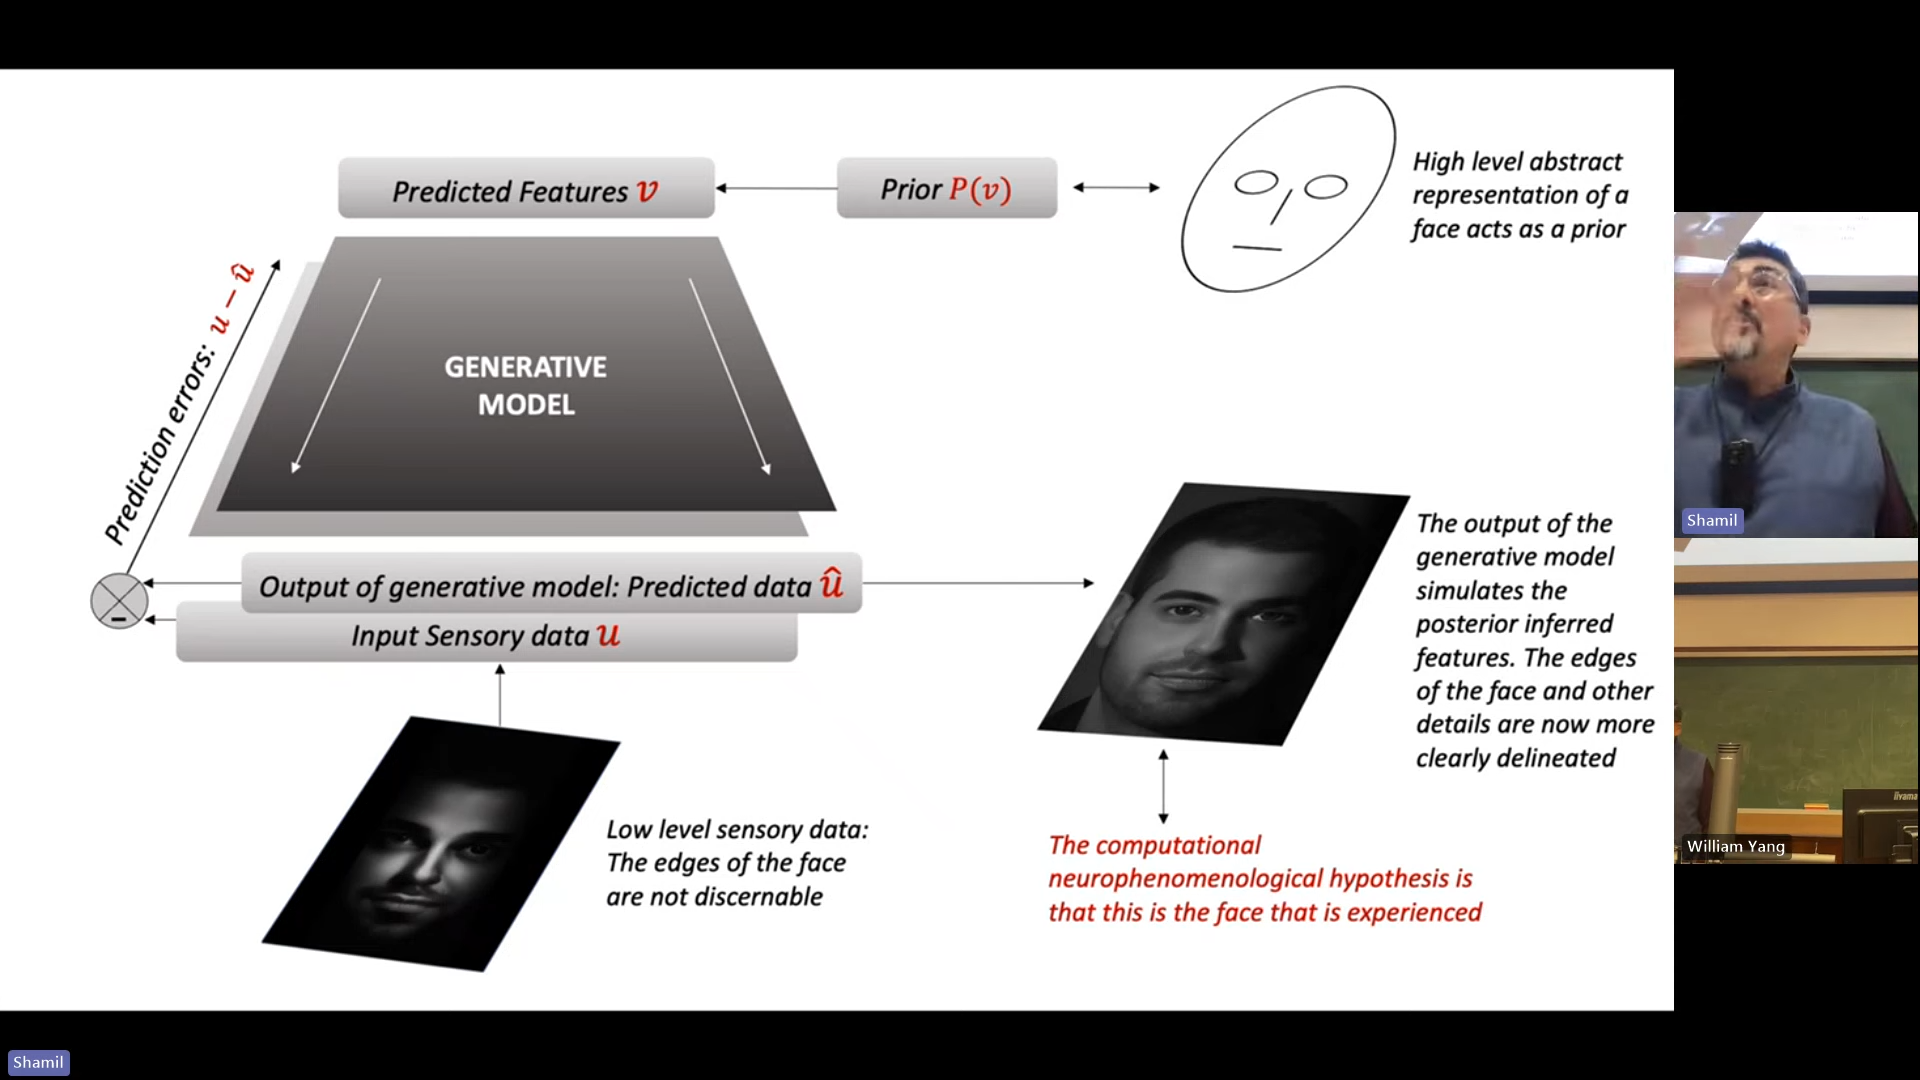 Predicted Features v
Prior P(v)
High level abstract
representation of a
face acts as a prior
Prediction errors: u − û
GENERATIVE
MODEL
Output of generative model: Predicted data û
Input Sensory data u
The output of the
generative model
simulates the
posterior inferred
features. The edges
of the face and other
details are now more
clearly delineated
Low level sensory data:
The edges of the face
are not discernable
The computational
neurophenomenological hypothesis is
that this is the face that is experienced
Shamil
iiyama
William Yang
Shamil